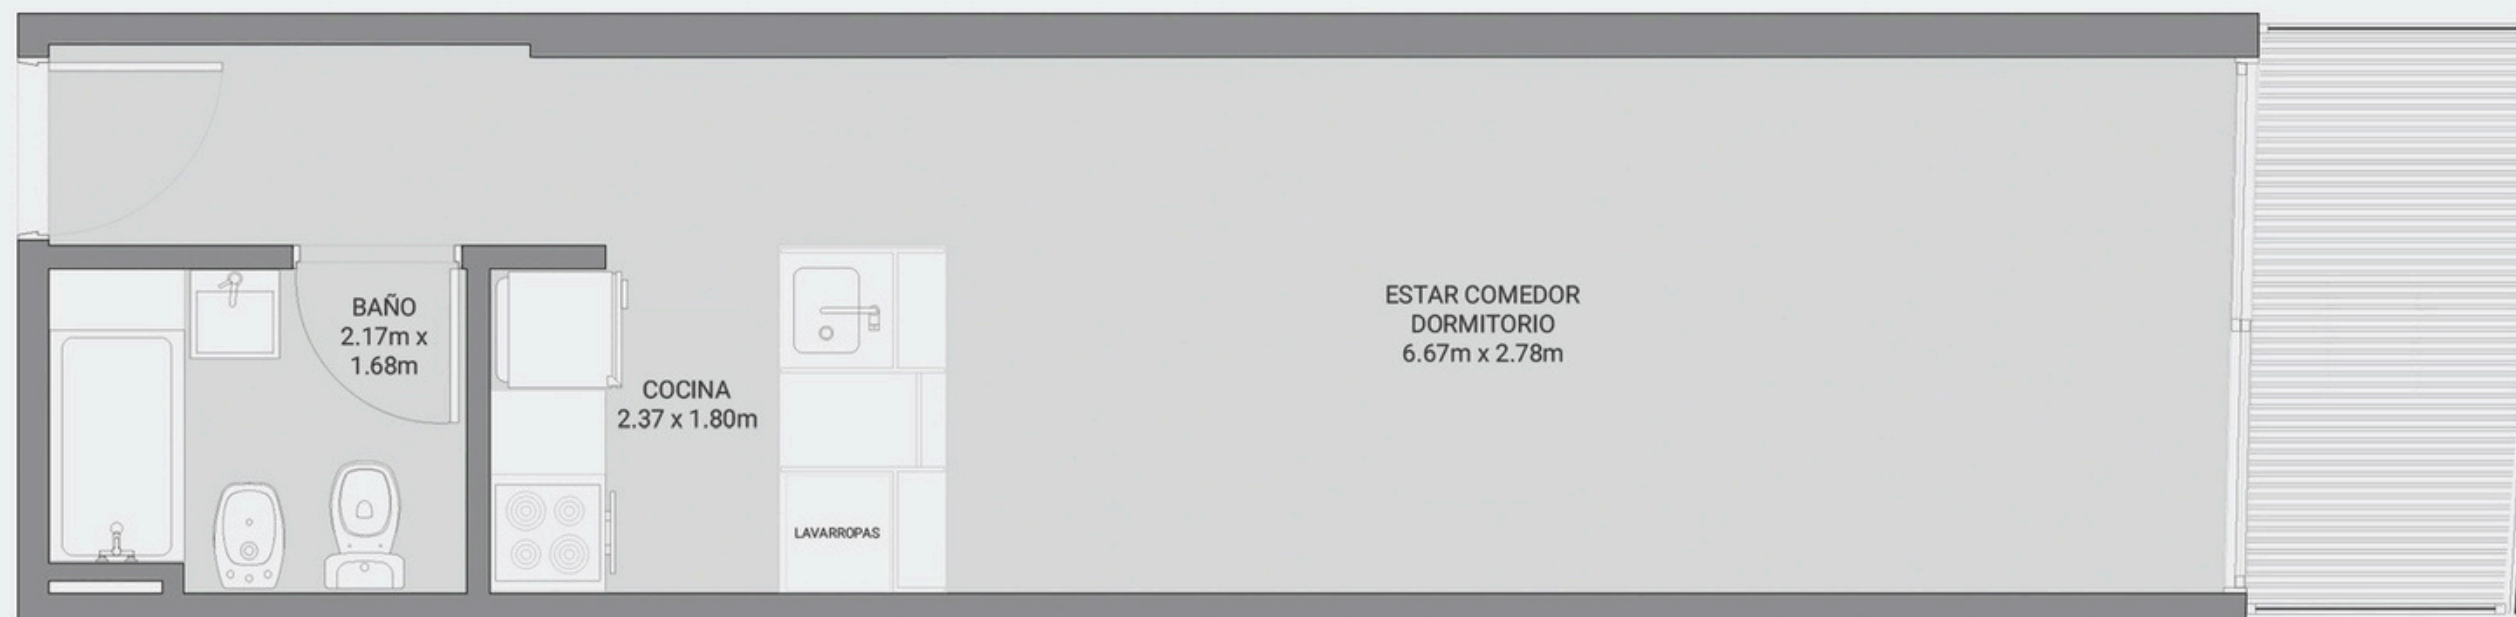 BAÑO
2.17m x
1.68m
COCINA
2.37 x 1.80m
LAVARROPAS
ESTAR COMEDOR
DORMITORIO
6.67m x 2.78m